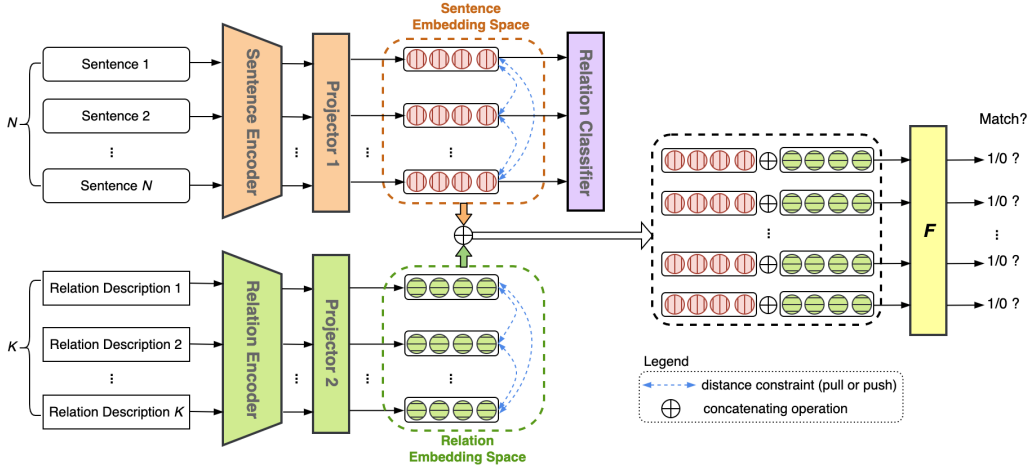 Sentence
Embedding Space
N
Sentence 1
Sentence 2
...
Sentence N
Sentence Encoder
...
Projector 1
...
...
Relation Classifier
K
Relation Description 1
Relation Description 2
...
Relation Description K
Relation Encoder
...
Projector 2
...
...
Relation
Embedding Space
...
F
Match?
1/0 ?
1/0 ?
...
1/0 ?
1/0 ?
Legend
distance constraint (pull or push)
concatenating operation